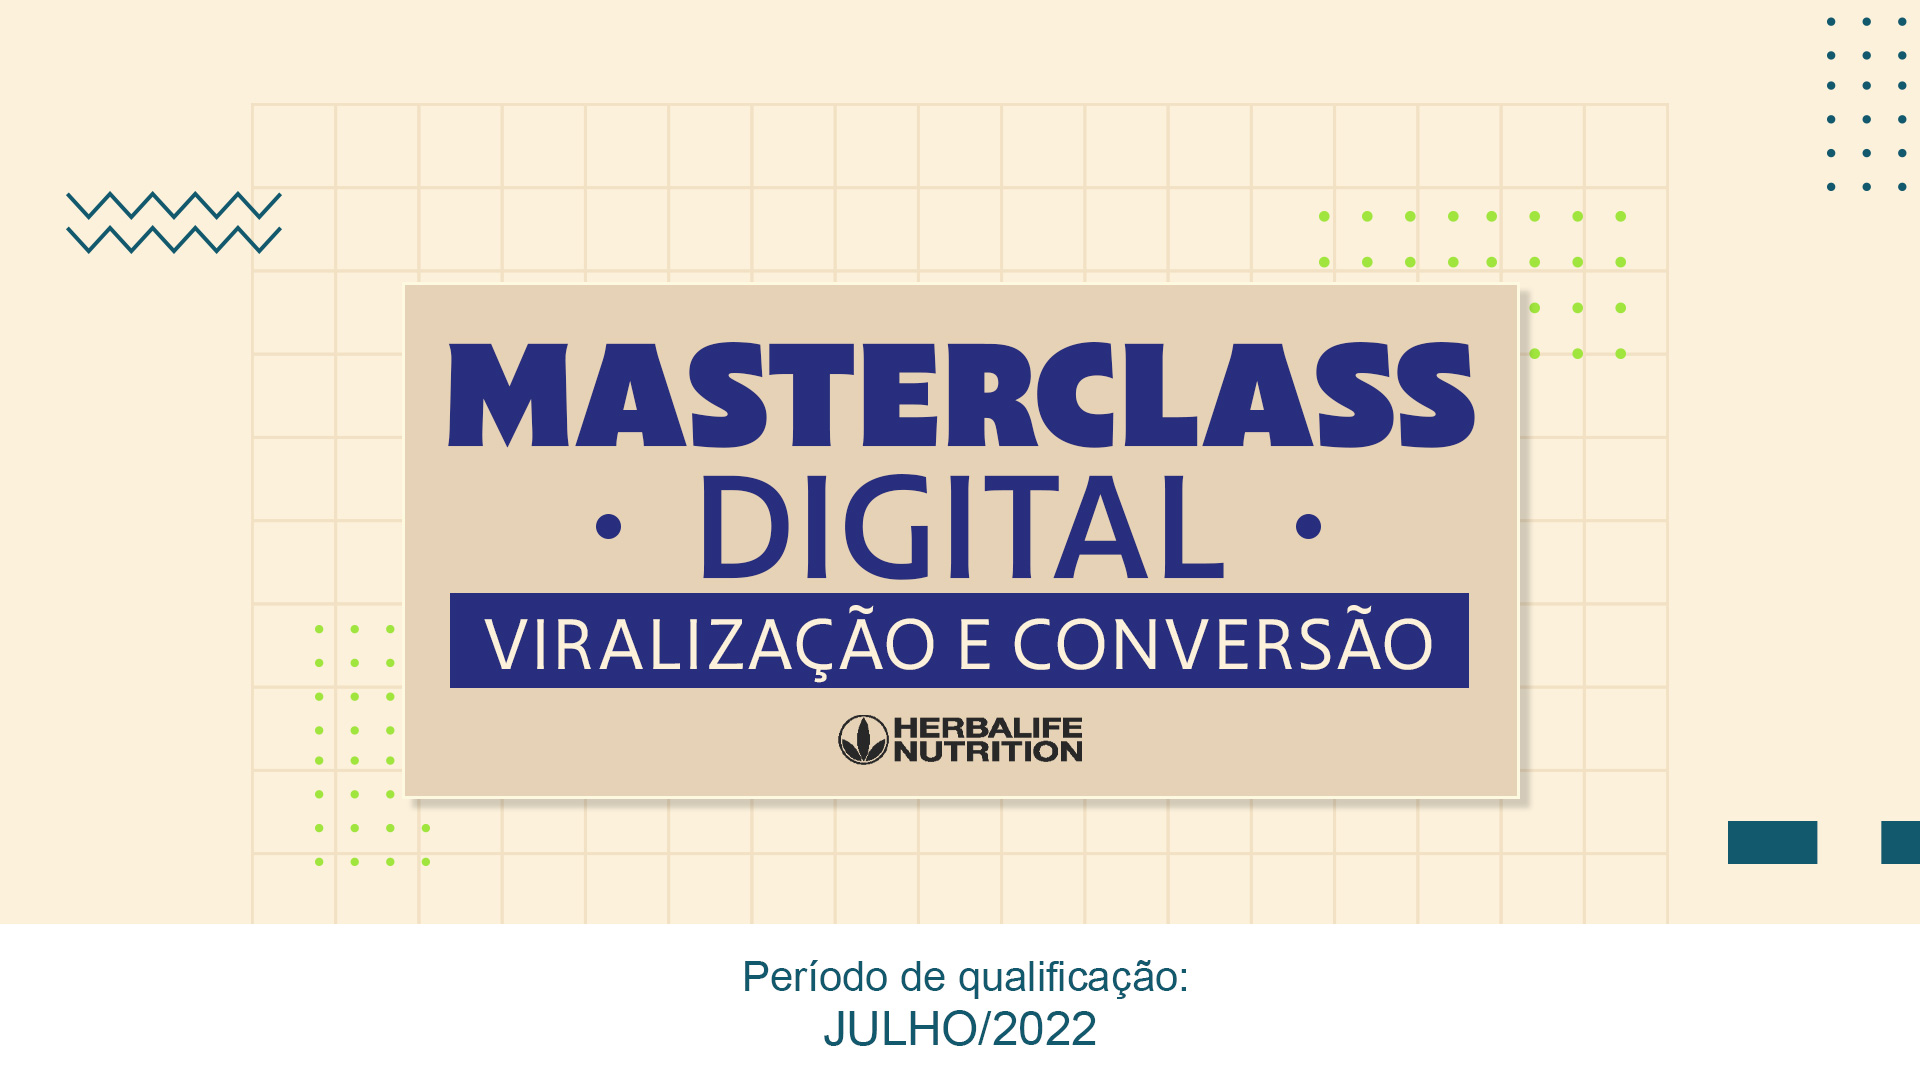 MASTERCLASS
• DIGITAL •
VIRALIZAÇÃO E CONVERSÃO
HERBALIFE
NUTRITION
Período de qualificação:
JULHO/2022